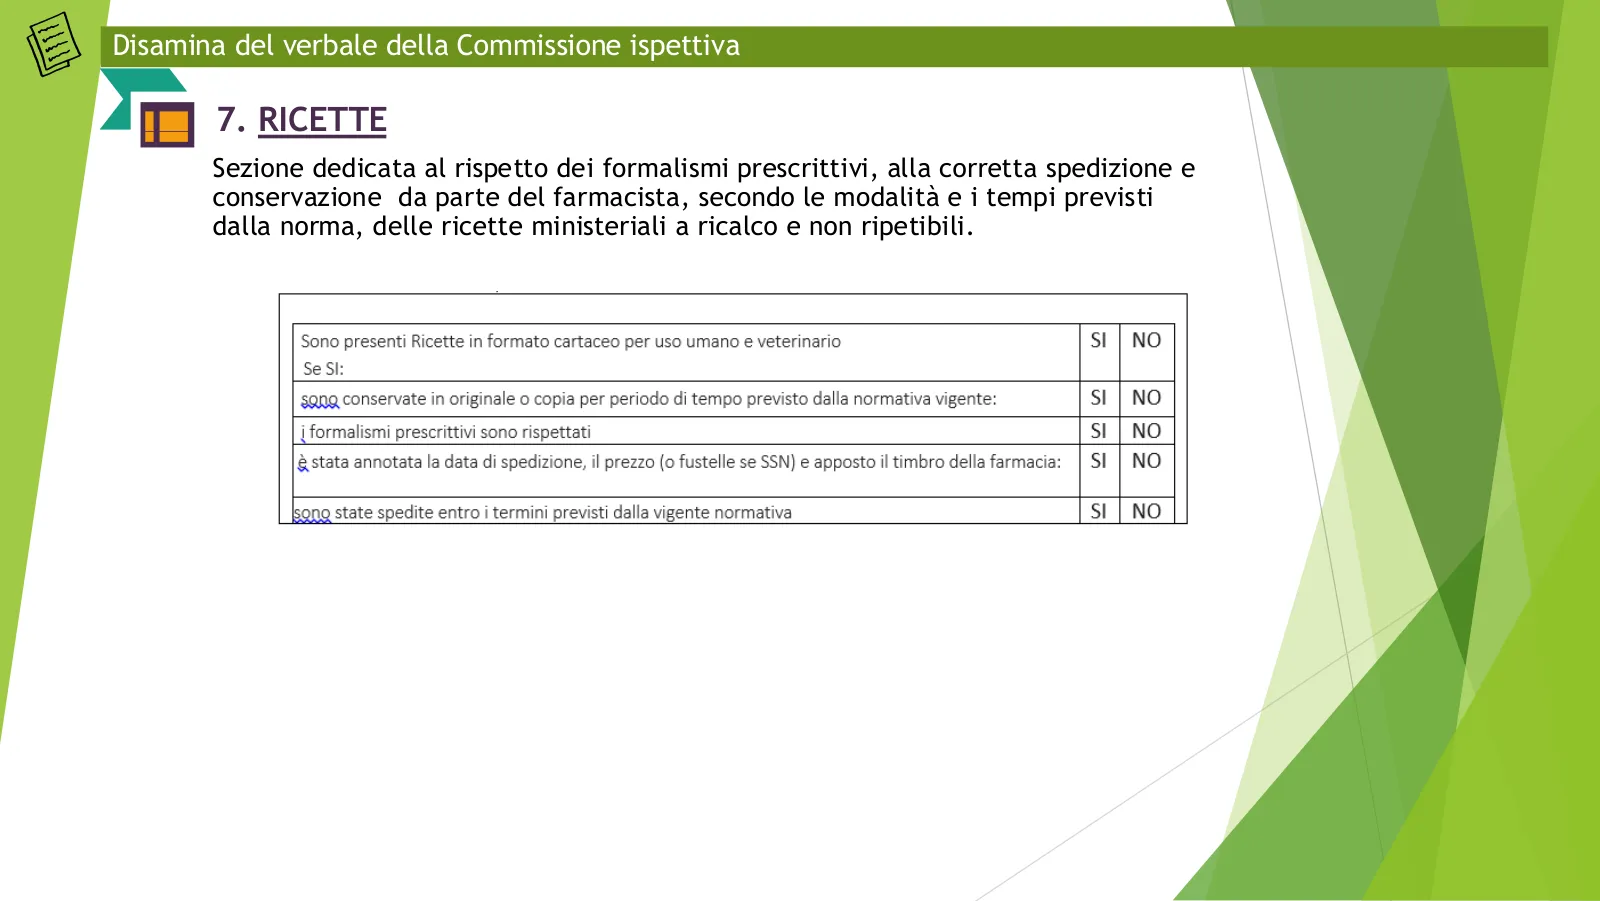 Disamina del verbale della Commissione ispettiva
7. RICETTE
Sezione dedicata al rispetto dei formalismi prescrittivi, alla corretta spedizione e
conservazione da parte del farmacista, secondo le modalità e i tempi previsti
dalla norma, delle ricette ministeriali a ricalco e non ripetibili.
Sono presenti Ricette in formato cartaceo per uso umano e veterinario SI NO
Se SI:
sono conservate in originale o copia per periodo di tempo previsto dalla normativa vigente: SI NO
i formalismi prescrittivi sono rispettati SI NO
è stata annotata la data di spedizione, il prezzo (o fustelle se SSN) e apposto il timbro della farmacia: SI NO
sono state spedite entro i termini previsti dalla vigente normativa SI NO